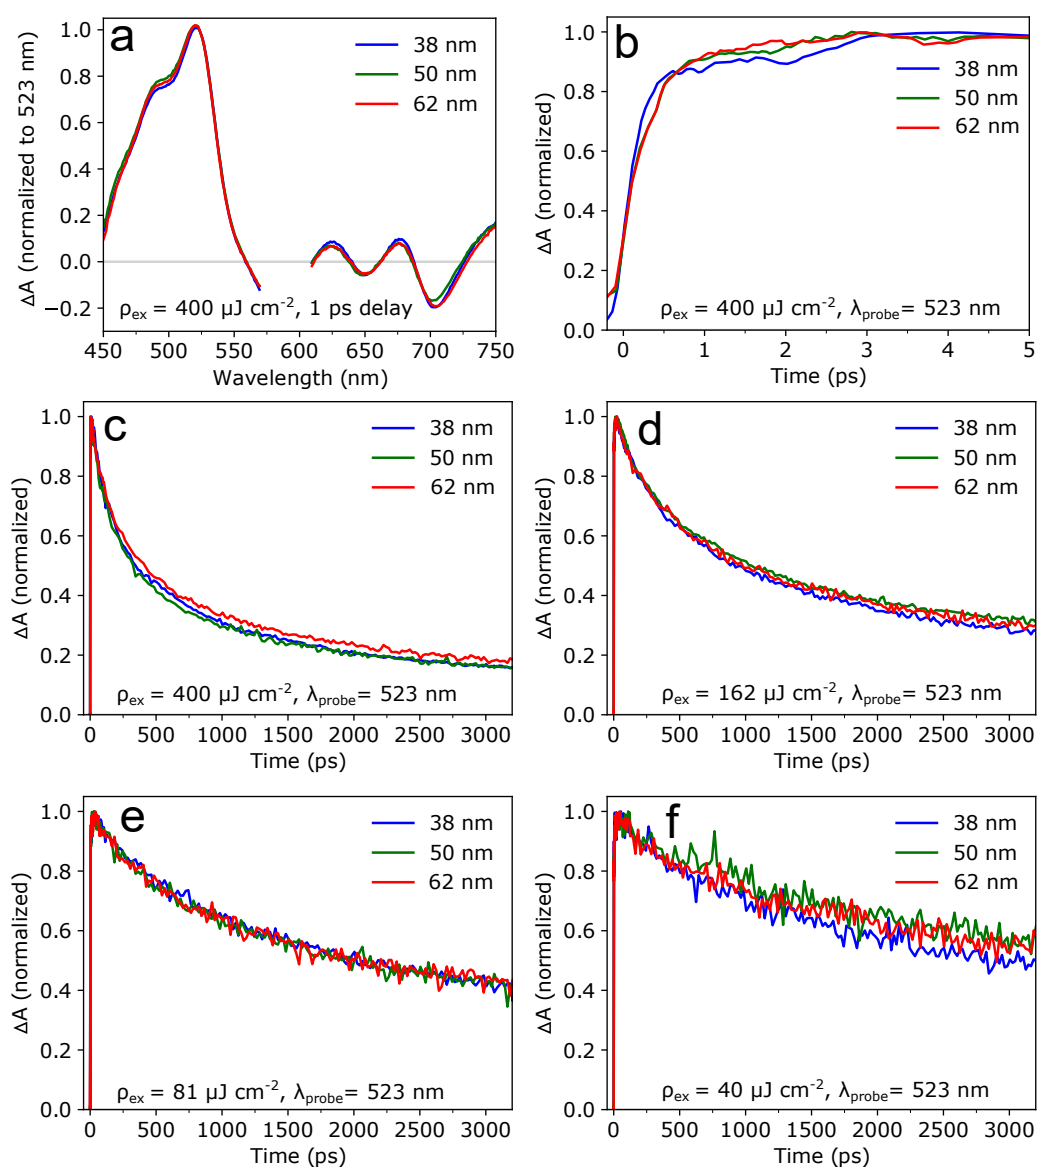 a
38 nm
50 nm
62 nm
ρex = 400 μJ cm-2, 1 ps delay
ΔA (normalized to 523 nm)
1.0
0.8
0.6
0.4
0.2
0.0
−0.2
450 500 550 600 650 700 750
Wavelength (nm)
b
38 nm
50 nm
62 nm
ρex = 400 μJ cm-2, λprobe= 523 nm
ΔA (normalized)
1.0
0.8
0.6
0.4
0.2
0.0
0 1 2 3 4 5
Time (ps)
c
38 nm
50 nm
62 nm
ρex = 400 μJ cm-2, λprobe= 523 nm
ΔA (normalized)
1.0
0.8
0.6
0.4
0.2
0.0
0 500 1000 1500 2000 2500 3000
Time (ps)
d
38 nm
50 nm
62 nm
ρex = 162 μJ cm-2, λprobe= 523 nm
ΔA (normalized)
1.0
0.8
0.6
0.4
0.2
0.0
0 500 1000 1500 2000 2500 3000
Time (ps)
e
38 nm
50 nm
62 nm
ρex = 81 μJ cm-2, λprobe= 523 nm
ΔA (normalized)
1.0
0.8
0.6
0.4
0.2
0.0
0 500 1000 1500 2000 2500 3000
Time (ps)
f
38 nm
50 nm
62 nm
ρex = 40 μJ cm-2, λprobe= 523 nm
ΔA (normalized)
1.0
0.8
0.6
0.4
0.2
0.0
0 500 1000 1500 2000 2500 3000
Time (ps)